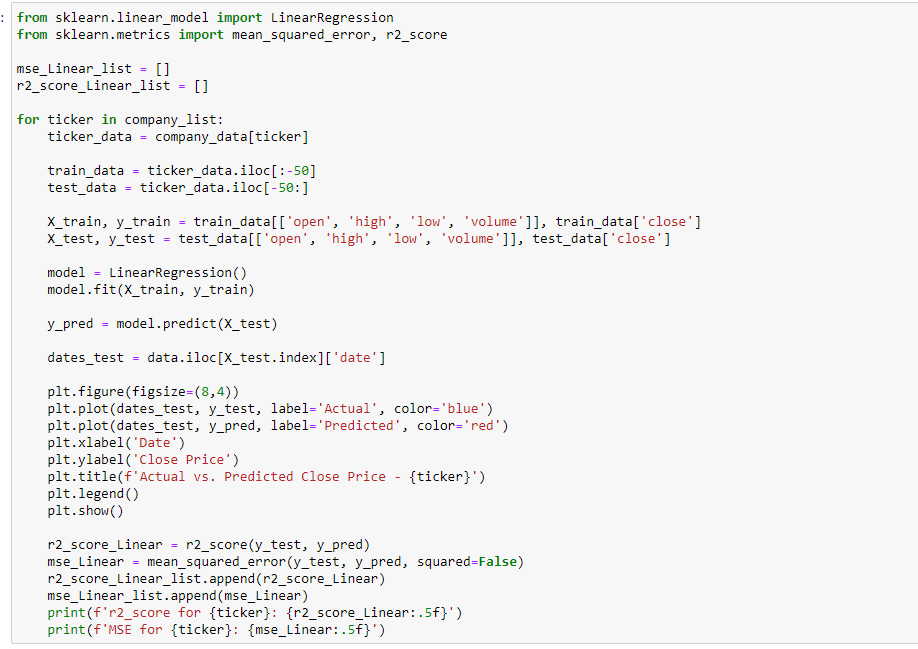 from sklearn.linear_model import LinearRegression
from sklearn.metrics import mean_squared_error, r2_score

mse_Linear_list = []
r2_score_Linear_list = []

for ticker in company_list:
    ticker_data = company_data[ticker]

    train_data = ticker_data.iloc[:-50]
    test_data = ticker_data.iloc[-50:]

    X_train, y_train = train_data[['open', 'high', 'low', 'volume']], train_data['close']
    X_test, y_test = test_data[['open', 'high', 'low', 'volume']], test_data['close']

    model = LinearRegression()
    model.fit(X_train, y_train)

    y_pred = model.predict(X_test)

    dates_test = data.iloc[X_test.index]['date']

    plt.figure(figsize=(8,4))
    plt.plot(dates_test, y_test, label='Actual', color='blue')
    plt.plot(dates_test, y_pred, label='Predicted', color='red')
    plt.xlabel('Date')
    plt.ylabel('Close Price')
    plt.title(f'Actual vs. Predicted Close Price - {ticker}')
    plt.legend()
    plt.show()

    r2_score_Linear = r2_score(y_test, y_pred)
    mse_Linear = mean_squared_error(y_test, y_pred, squared=False)
    r2_score_Linear_list.append(r2_score_Linear)
    mse_Linear_list.append(mse_Linear)
    print(f'r2_score for {ticker}: {r2_score_Linear:.5f}')
    print(f'MSE for {ticker}: {mse_Linear:.5f}')